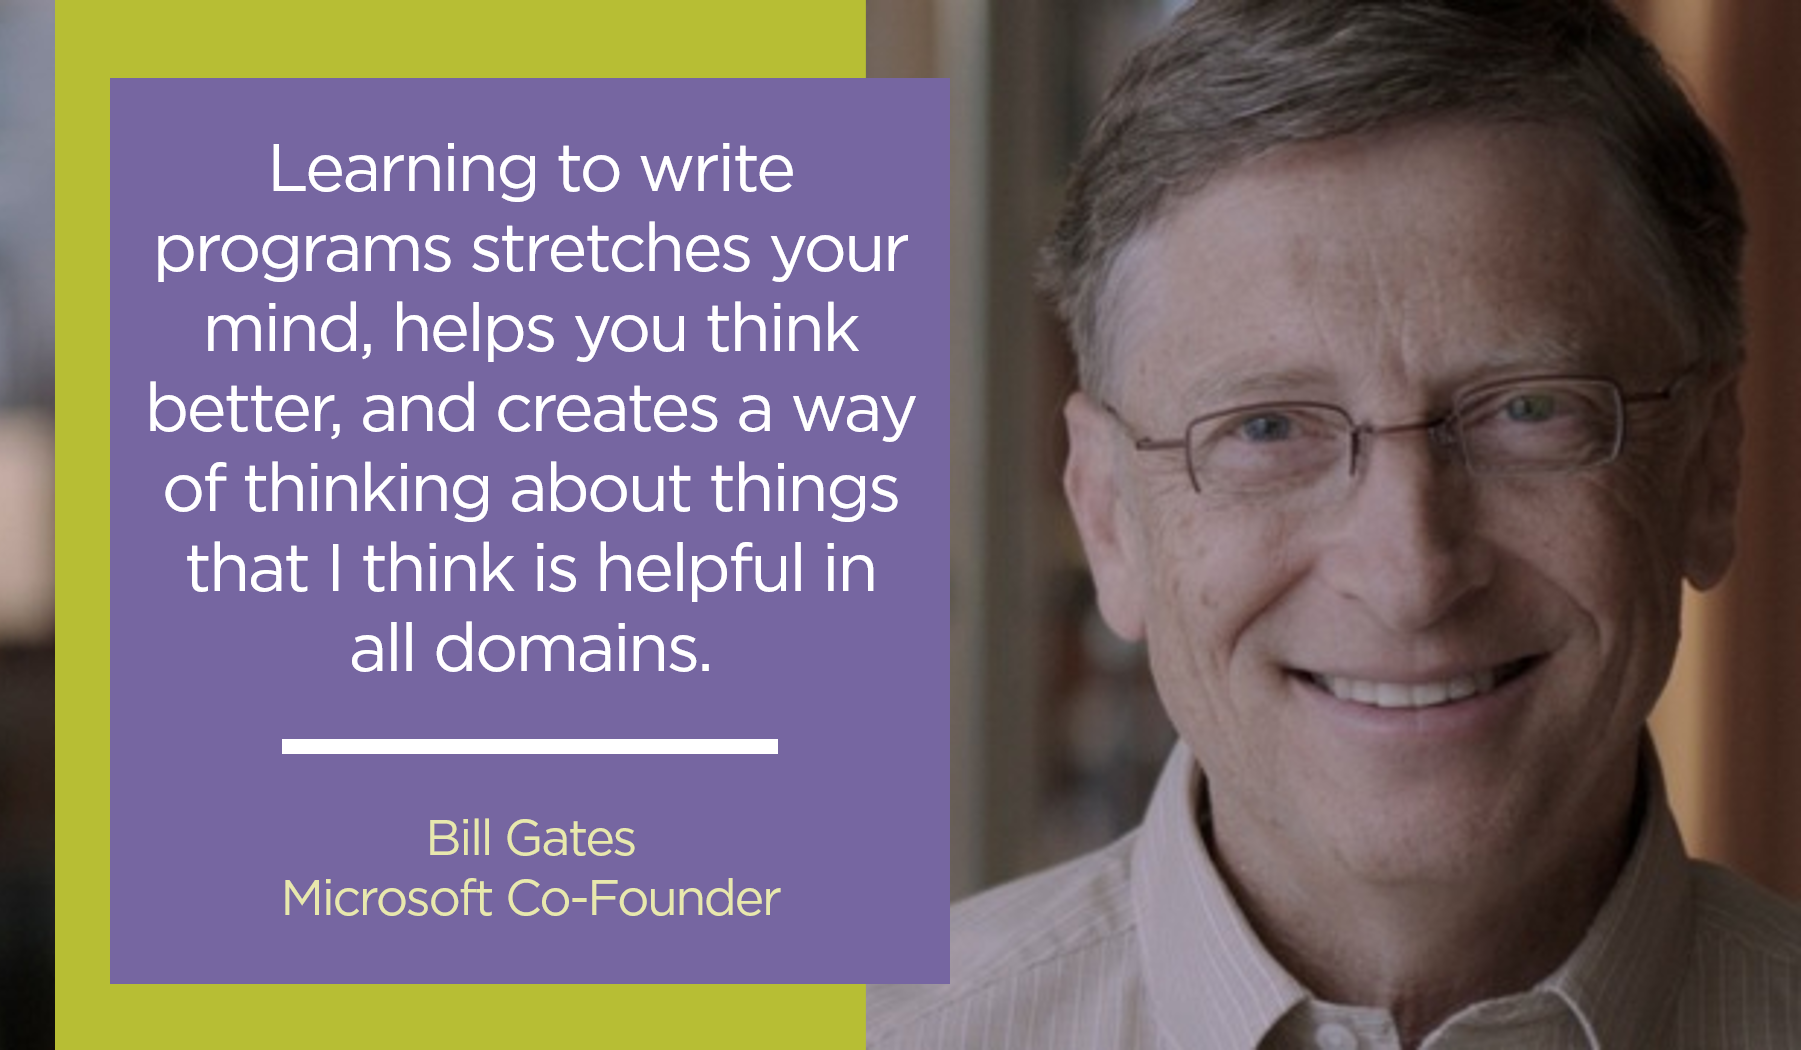 Learning to write
programs stretches your
mind, helps you think
better, and creates a way
of thinking about things
that I think is helpful in
all domains.
Bill Gates
Microsoft Co-Founder